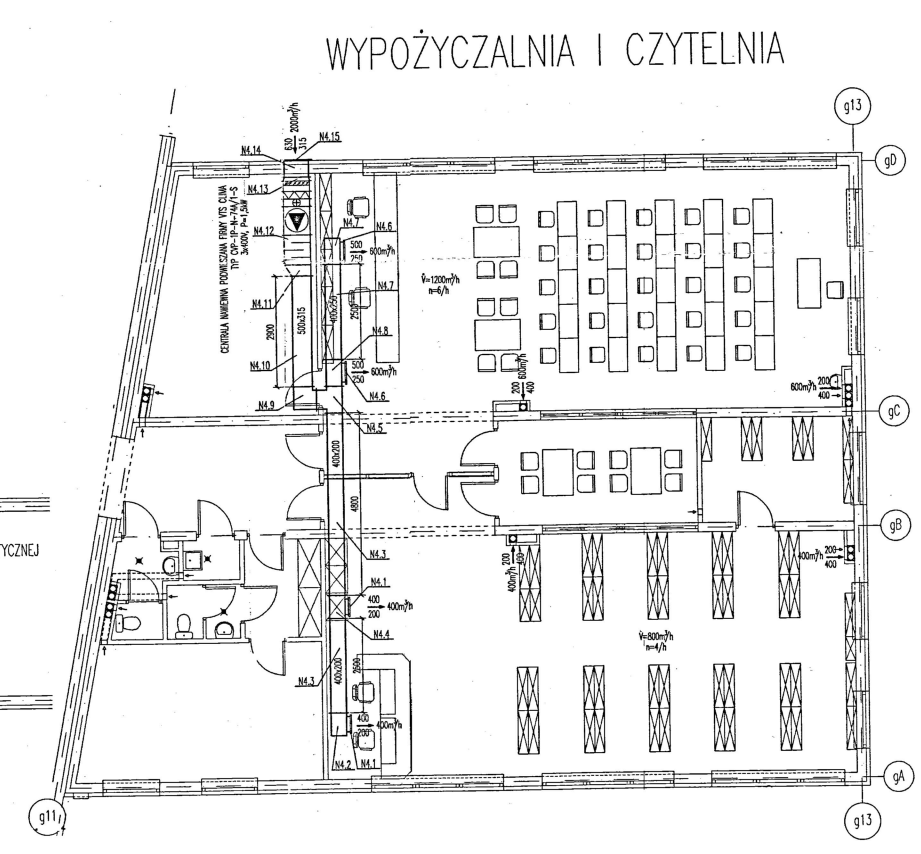 WYPOŻYCZALNIA I CZYTELNIA
g13
gD
630
315
2000m³/h
N4.15
N4.14
N4.13
N4.12
CENTRALA NAWIEWNA PODWIESZANA FIRMY VTS CLIMA
TYP CVP-1P-N-74A/1-S
3x400V, P=1,5kW
N4.7
N4.6
500
250
600m³/h
N4.7
400x250
2500
V=1200m³/h
n=6/h
N4.11
2900
500x315
N4.8
N4.10
500
250
600m³/h
N4.6
200
400
600m³/h
600m³/h
200
400
N4.9
N4.5
gC
400x200
4800
gB
TYCZNEJ
N4.3
200
400
400m³/h
400m³/h
200
400
N4.1
400
200
400m³/h
N4.4
V=800m³/h
n=4/h
N4.3
400x200
2600
400
200
400m³/h
N4.2
N4.1
gA
g11
g13